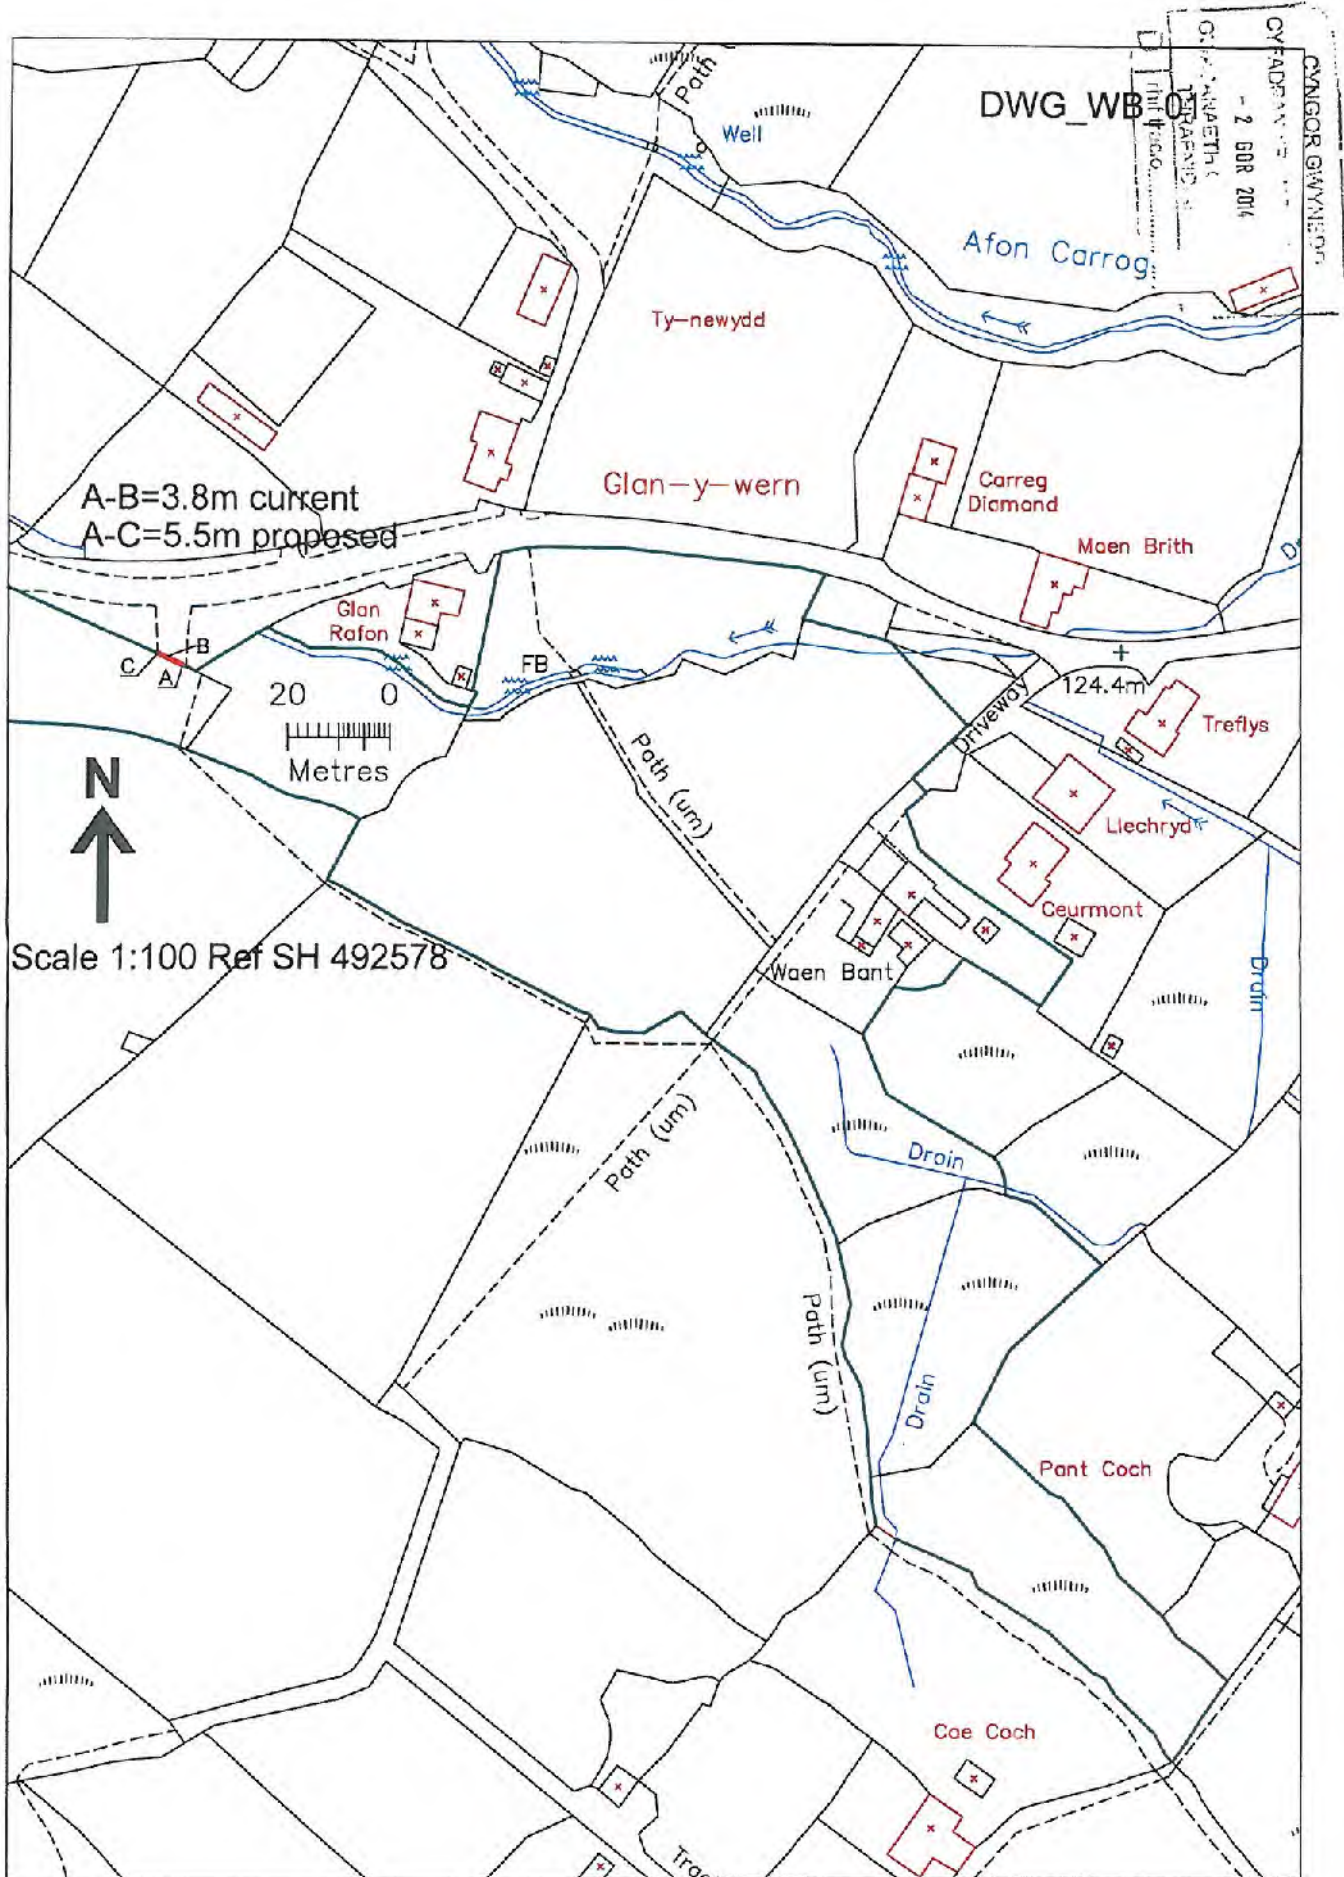 CYNGOR GWYNEDD
- 2 GOR 2014
DWG_WB_01
Path
Well
Afon Carrog
Ty-newydd
Glan-y-wern
A-B=3.8m current
A-C=5.5m proposed
Carreg
Diamond
Maen Brith
Glan
Rafon
B
C
A
FB
20 0
Metres
124.4m
Driveway
Treflys
Path (um)
N
Llechryd
Ceurmont
Scale 1:100 Ref SH 492578
Waen Bant
Drain
Path (um)
Drain
Path (um)
Drain
Pant Coch
Cae Coch